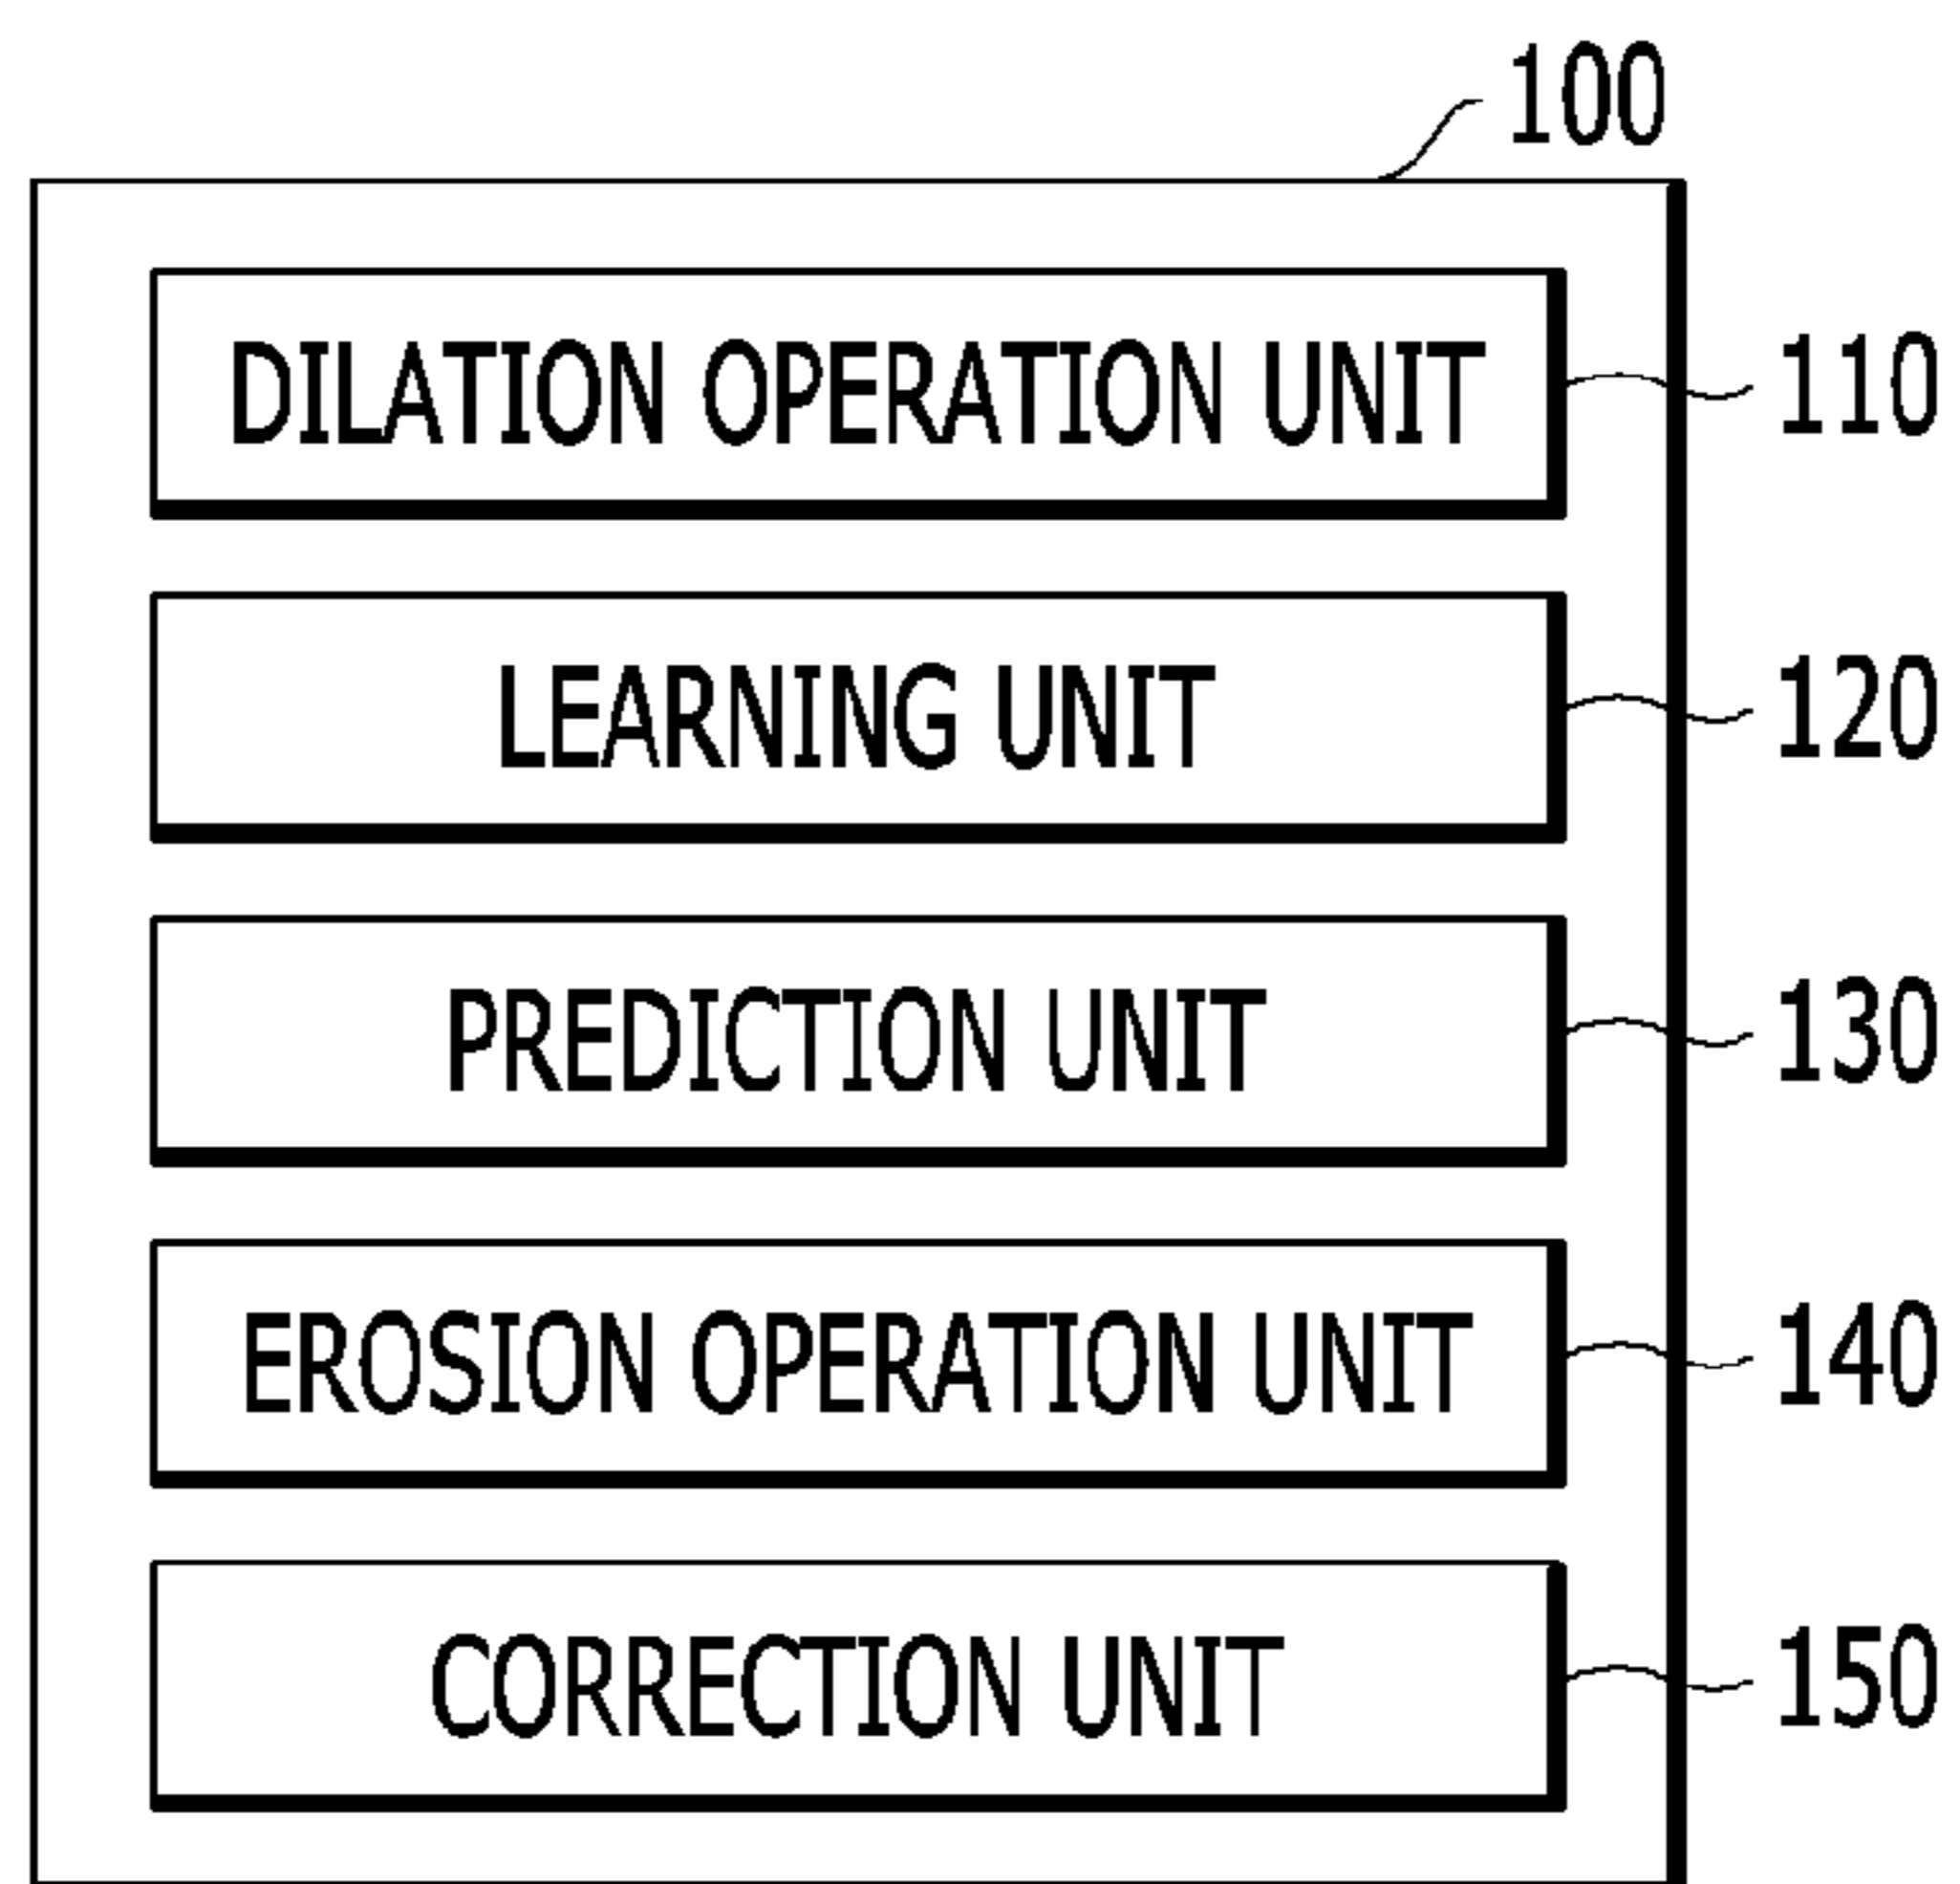 100
DILATION OPERATION UNIT 110
LEARNING UNIT 120
PREDICTION UNIT 130
EROSION OPERATION UNIT 140
CORRECTION UNIT 150